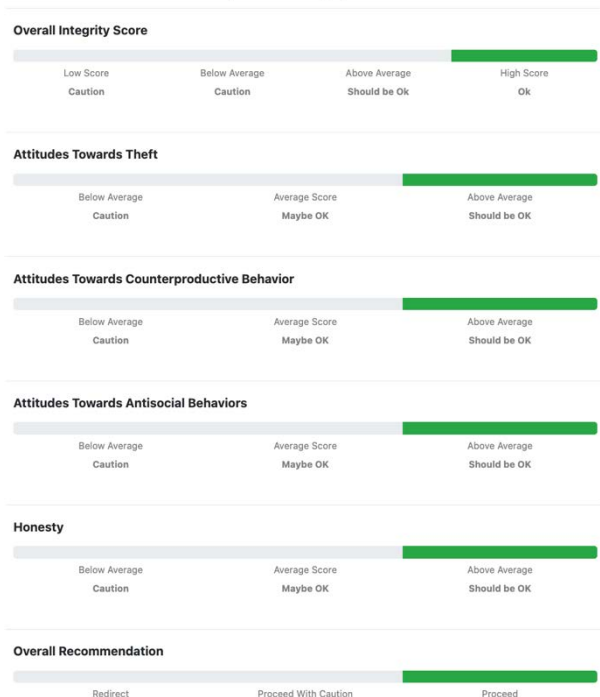 Overall Integrity Score
Low Score Below Average Above Average High Score
Caution Caution Should be Ok Ok
Attitudes Towards Theft
Below Average Average Score Above Average
Caution Maybe OK Should be OK
Attitudes Towards Counterproductive Behavior
Below Average Average Score Above Average
Caution Maybe OK Should be OK
Attitudes Towards Antisocial Behaviors
Below Average Average Score Above Average
Caution Maybe OK Should be OK
Honesty
Below Average Average Score Above Average
Caution Maybe OK Should be OK
Overall Recommendation
Redirect Proceed With Caution Proceed